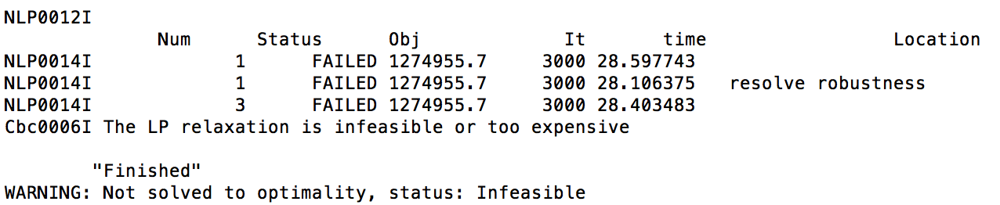 NLP0012I
Num Status Obj It time Location
NLP0014I 1 FAILED 1274955.7 3000 28.597743
NLP0014I 1 FAILED 1274955.7 3000 28.106375 resolve robustness
NLP0014I 3 FAILED 1274955.7 3000 28.403483
Cbc0006I The LP relaxation is infeasible or too expensive
"Finished"
WARNING: Not solved to optimality, status: Infeasible